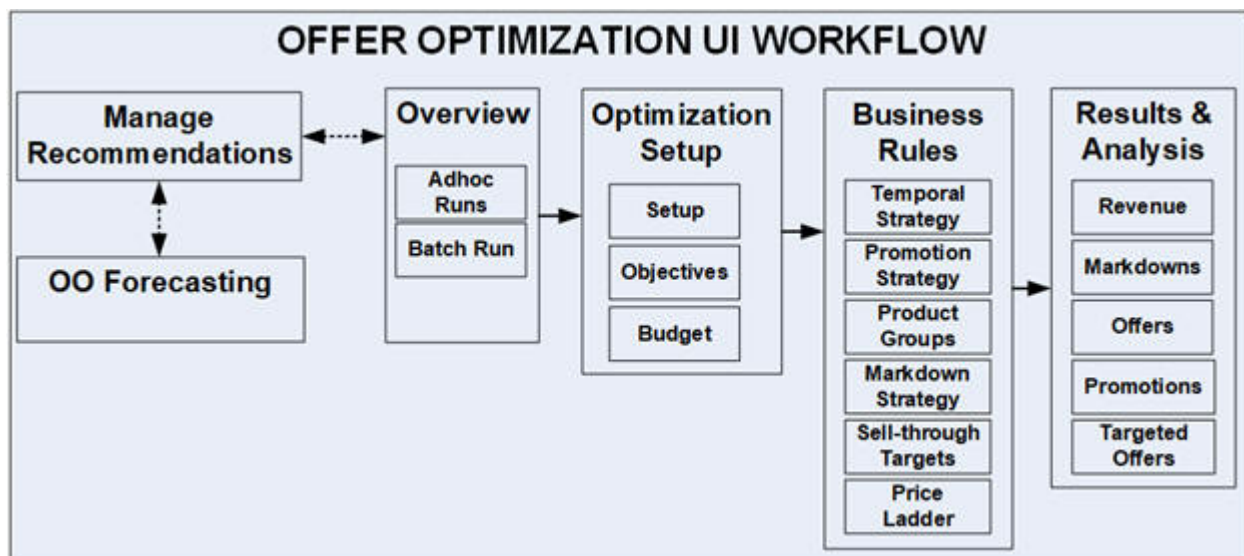 OFFER OPTIMIZATION UI WORKFLOW
Manage
Recommendations
OO Forecasting
Overview
Adhoc
Runs
Batch Run
Optimization
Setup
Setup
Objectives
Budget
Business
Rules
Temporal
Strategy
Promotion
Strategy
Product
Groups
Markdown
Strategy
Sell-through
Targets
Price
Ladder
Results &
Analysis
Revenue
Markdowns
Offers
Promotions
Targeted
Offers